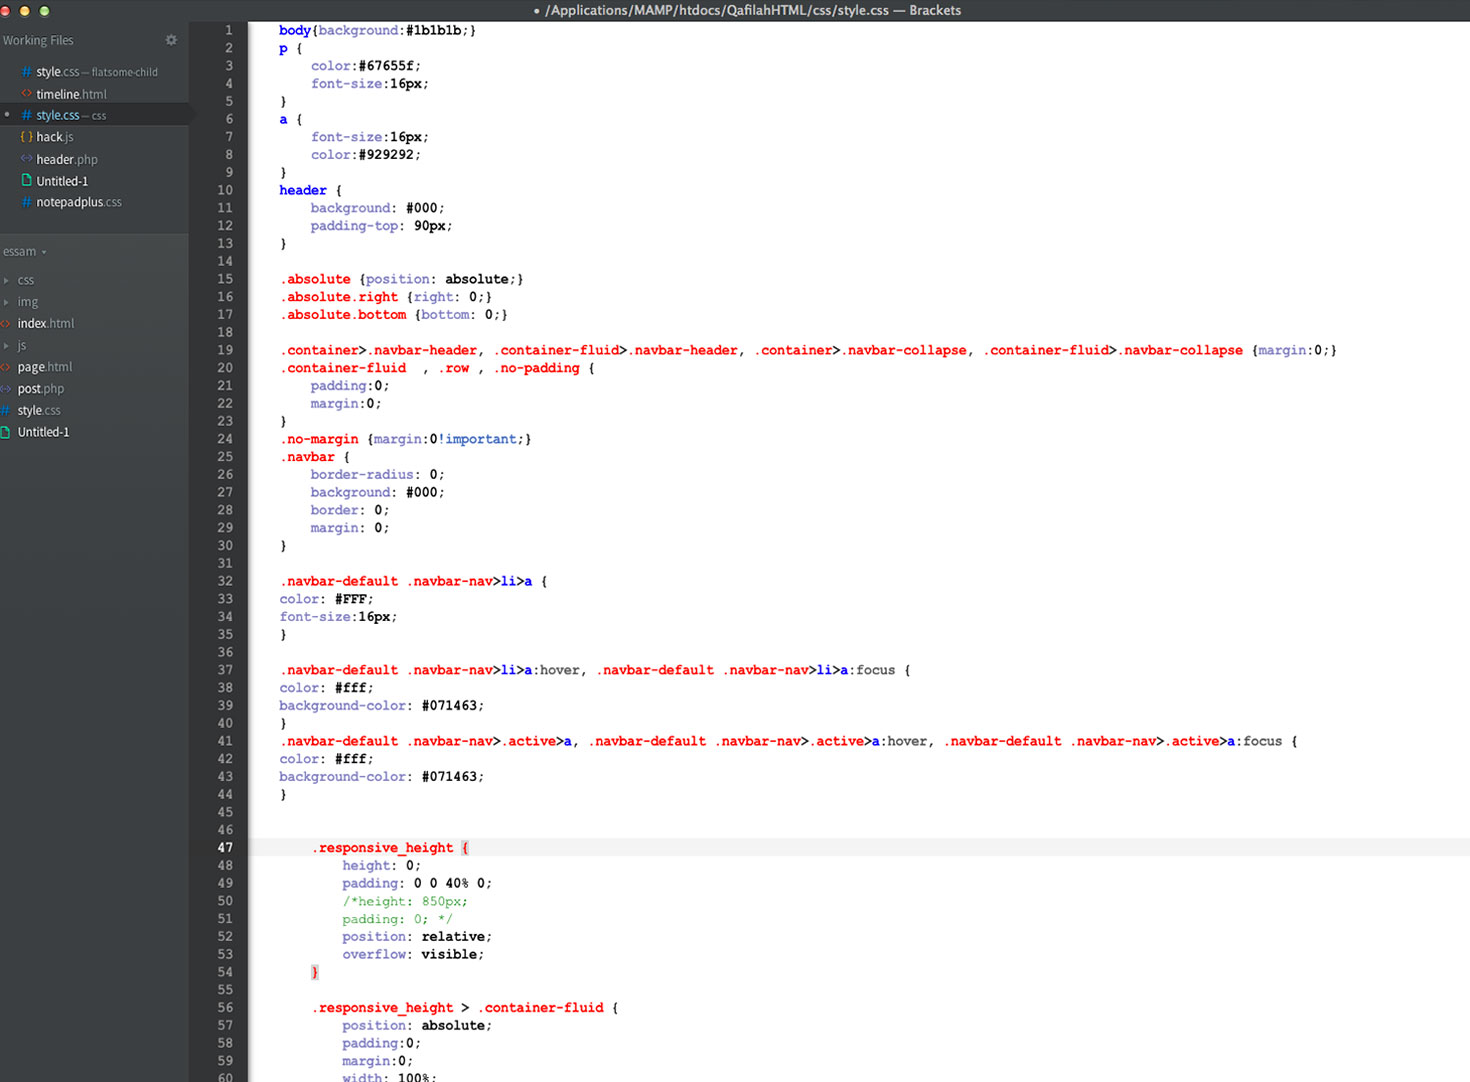 • /Applications/MAMP/htdocs/QafilahHTML/css/style.css — Brackets
Working Files
# style.css — flatsome-child
<> timeline.html
• # style.css — css
{} hack.js
<> header.php
Untitled-1
# notepadplus.css
essam
css
img
<> index.html
js
<> page.html
<> post.php
# style.css
Untitled-1
1 body{background:#1b1b1b;}
2 p {
3 color:#67655f;
4 font-size:16px;
5 }
6 a {
7 font-size:16px;
8 color:#929292;
9 }
10 header {
11 background: #000;
12 padding-top: 90px;
13 }
14
15 .absolute {position: absolute;}
16 .absolute.right {right: 0;}
17 .absolute.bottom {bottom: 0;}
18
19 .container>.navbar-header, .container-fluid>.navbar-header, .container>.navbar-collapse, .container-fluid>.navbar-collapse {margin:0;}
20 .container-fluid , .row , .no-padding {
21 padding:0;
22 margin:0;
23 }
24 .no-margin {margin:0!important;}
25 .navbar {
26 border-radius: 0;
27 background: #000;
28 border: 0;
29 margin: 0;
30 }
31
32 .navbar-default .navbar-nav>li>a {
33 color: #FFF;
34 font-size:16px;
35 }
36
37 .navbar-default .navbar-nav>li>a:hover, .navbar-default .navbar-nav>li>a:focus {
38 color: #fff;
39 background-color: #071463;
40 }
41 .navbar-default .navbar-nav>.active>a, .navbar-default .navbar-nav>.active>a:hover, .navbar-default .navbar-nav>.active>a:focus {
42 color: #fff;
43 background-color: #071463;
44 }
45
46
47 .responsive_height {
48 height: 0;
49 padding: 0 0 40% 0;
50 /*height: 850px;
51 padding: 0; */
52 position: relative;
53 overflow: visible;
54 }
55
56 .responsive_height > .container-fluid {
57 position: absolute;
58 padding:0;
59 margin:0;
60 width: 100%;